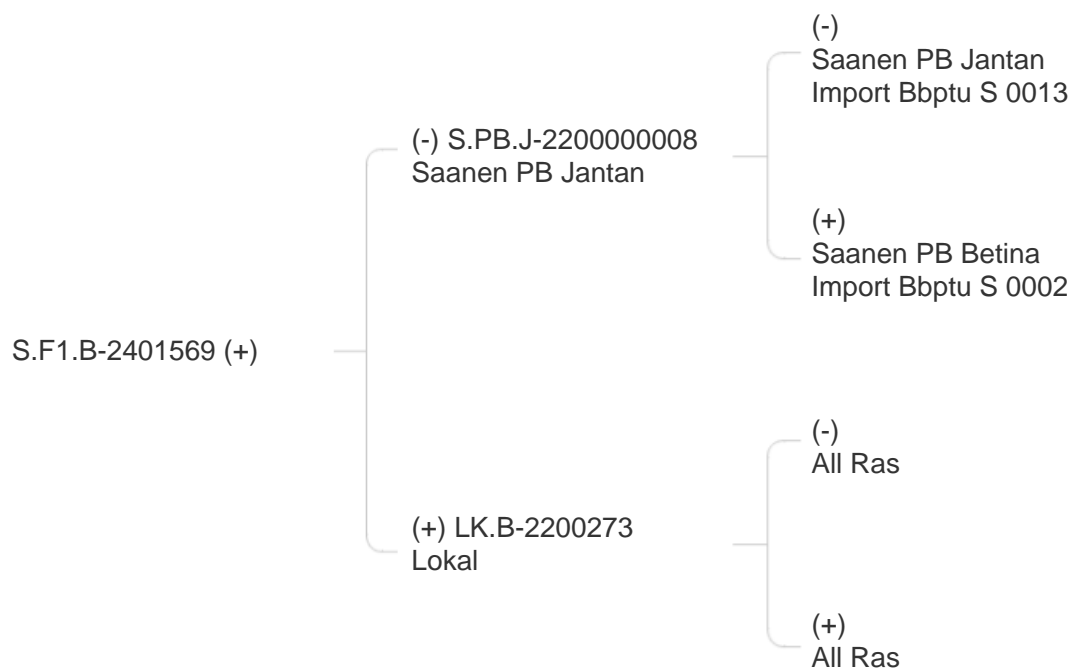 (-)
Saanen PB Jantan
Import Bbptu S 0013
(-) S.PB.J-2200000008
Saanen PB Jantan
(+)
Saanen PB Betina
Import Bbptu S 0002
S.F1.B-2401569 (+)
(-)
All Ras
(+) LK.B-2200273
Lokal
(+)
All Ras